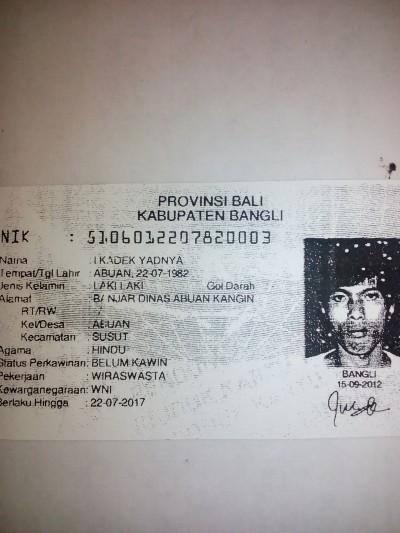 PROVINSI BALI
KABUPATEN BANGLI
NIK : 5106012207820003
Nama : I KADEK YADNYA
Tempat/Tgl Lahir : ABUAN, 22-07-1982
Jenis Kelamin : LAKI LAKI Gol Darah
Alamat : BANJAR DINAS ABUAN KANGIN
RT/RW : /
Kel/Desa : ABUAN
Kecamatan : SUSUT
Agama : HINDU
Status Perkawinan: BELUM KAWIN
Pekerjaan : WIRASWASTA
Kewarganegaraan: WNI
Berlaku Hingga : 22-07-2017
BANGLI
15-09-2012